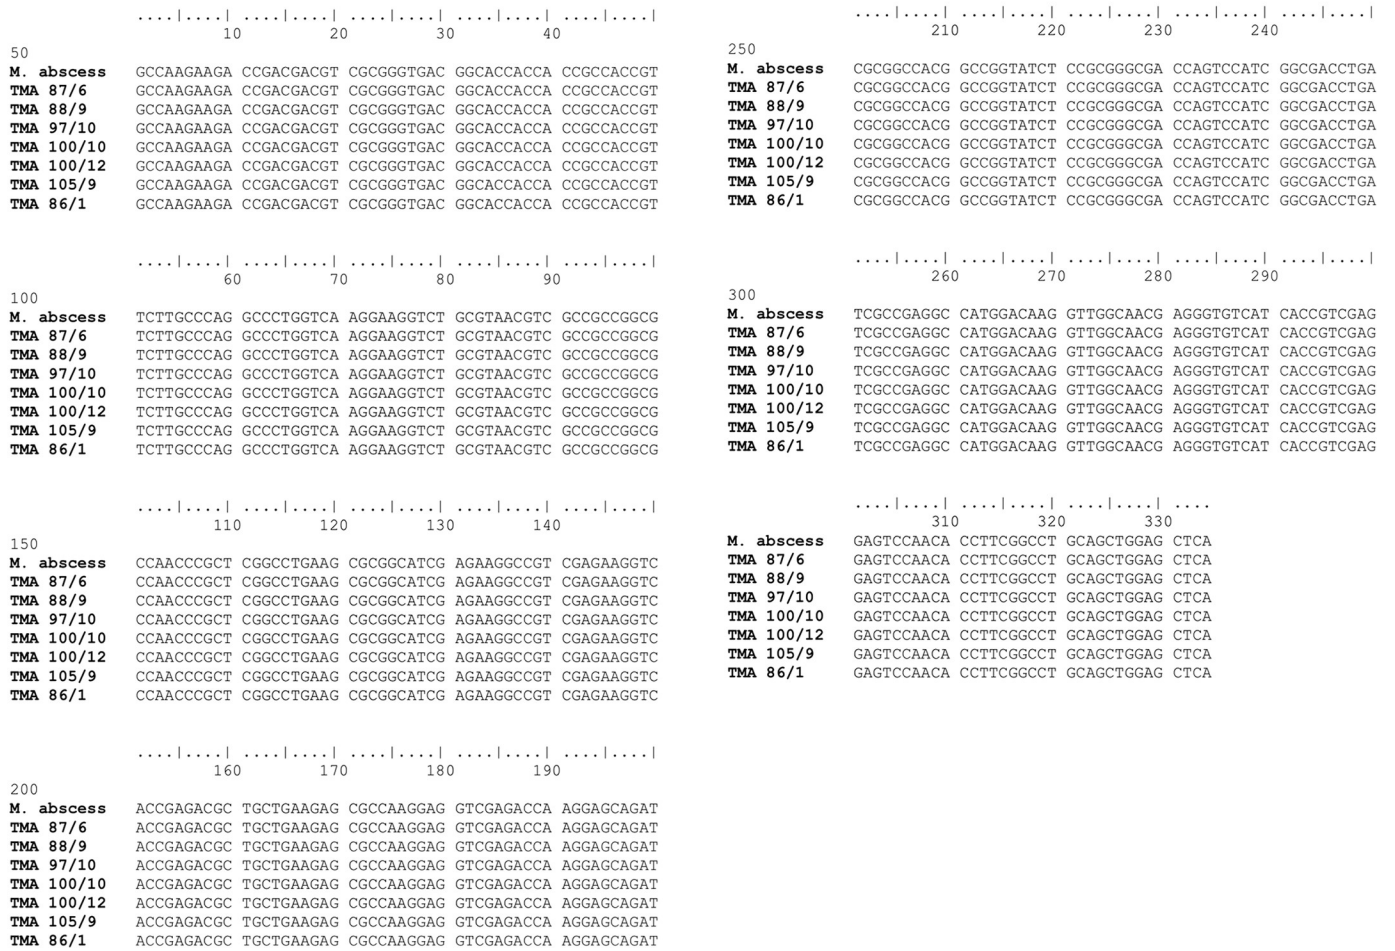 ....|....| ....|....| ....|....| ....|....| ....|....|
10 20 30 40
50
M. abscess GCCAAGAAGA CCGACGACGT CGCGGGTGAC GGCACCACCA CCGCCACCGT
TMA 87/6 GCCAAGAAGA CCGACGACGT CGCGGGTGAC GGCACCACCA CCGCCACCGT
TMA 88/9 GCCAAGAAGA CCGACGACGT CGCGGGTGAC GGCACCACCA CCGCCACCGT
TMA 97/10 GCCAAGAAGA CCGACGACGT CGCGGGTGAC GGCACCACCA CCGCCACCGT
TMA 100/10 GCCAAGAAGA CCGACGACGT CGCGGGTGAC GGCACCACCA CCGCCACCGT
TMA 100/12 GCCAAGAAGA CCGACGACGT CGCGGGTGAC GGCACCACCA CCGCCACCGT
TMA 105/9 GCCAAGAAGA CCGACGACGT CGCGGGTGAC GGCACCACCA CCGCCACCGT
TMA 86/1 GCCAAGAAGA CCGACGACGT CGCGGGTGAC GGCACCACCA CCGCCACCGT
....|....| ....|....| ....|....| ....|....| ....|....|
60 70 80 90
100
M. abscess TCTTGCCCAG GCCCTGGTCA AGGAAGGTCT GCGTAACGTC GCCGCCGGCG
TMA 87/6 TCTTGCCCAG GCCCTGGTCA AGGAAGGTCT GCGTAACGTC GCCGCCGGCG
TMA 88/9 TCTTGCCCAG GCCCTGGTCA AGGAAGGTCT GCGTAACGTC GCCGCCGGCG
TMA 97/10 TCTTGCCCAG GCCCTGGTCA AGGAAGGTCT GCGTAACGTC GCCGCCGGCG
TMA 100/10 TCTTGCCCAG GCCCTGGTCA AGGAAGGTCT GCGTAACGTC GCCGCCGGCG
TMA 100/12 TCTTGCCCAG GCCCTGGTCA AGGAAGGTCT GCGTAACGTC GCCGCCGGCG
TMA 105/9 TCTTGCCCAG GCCCTGGTCA AGGAAGGTCT GCGTAACGTC GCCGCCGGCG
TMA 86/1 TCTTGCCCAG GCCCTGGTCA AGGAAGGTCT GCGTAACGTC GCCGCCGGCG
....|....| ....|....| ....|....| ....|....| ....|....|
110 120 130 140
150
M. abscess CCAACCCGCT CGGCCTGAAG CGCGGCATCG AGAAGGCCGT CGAGAAGGTC
TMA 87/6 CCAACCCGCT CGGCCTGAAG CGCGGCATCG AGAAGGCCGT CGAGAAGGTC
TMA 88/9 CCAACCCGCT CGGCCTGAAG CGCGGCATCG AGAAGGCCGT CGAGAAGGTC
TMA 97/10 CCAACCCGCT CGGCCTGAAG CGCGGCATCG AGAAGGCCGT CGAGAAGGTC
TMA 100/10 CCAACCCGCT CGGCCTGAAG CGCGGCATCG AGAAGGCCGT CGAGAAGGTC
TMA 100/12 CCAACCCGCT CGGCCTGAAG CGCGGCATCG AGAAGGCCGT CGAGAAGGTC
TMA 105/9 CCAACCCGCT CGGCCTGAAG CGCGGCATCG AGAAGGCCGT CGAGAAGGTC
TMA 86/1 CCAACCCGCT CGGCCTGAAG CGCGGCATCG AGAAGGCCGT CGAGAAGGTC
....|....| ....|....| ....|....| ....|....| ....|....|
160 170 180 190
200
M. abscess ACCGAGACGC TGCTGAAGAG CGCCAAGGAG GTCGAGACCA AGGAGCAGAT
TMA 87/6 ACCGAGACGC TGCTGAAGAG CGCCAAGGAG GTCGAGACCA AGGAGCAGAT
TMA 88/9 ACCGAGACGC TGCTGAAGAG CGCCAAGGAG GTCGAGACCA AGGAGCAGAT
TMA 97/10 ACCGAGACGC TGCTGAAGAG CGCCAAGGAG GTCGAGACCA AGGAGCAGAT
TMA 100/10 ACCGAGACGC TGCTGAAGAG CGCCAAGGAG GTCGAGACCA AGGAGCAGAT
TMA 100/12 ACCGAGACGC TGCTGAAGAG CGCCAAGGAG GTCGAGACCA AGGAGCAGAT
TMA 105/9 ACCGAGACGC TGCTGAAGAG CGCCAAGGAG GTCGAGACCA AGGAGCAGAT
TMA 86/1 ACCGAGACGC TGCTGAAGAG CGCCAAGGAG GTCGAGACCA AGGAGCAGAT
....|....| ....|....| ....|....| ....|....| ....|....|
210 220 230 240
250
M. abscess CGCGGCCACG GCCGGTATCT CCGCGGGCGA CCAGTCCATC GGCGACCTGA
TMA 87/6 CGCGGCCACG GCCGGTATCT CCGCGGGCGA CCAGTCCATC GGCGACCTGA
TMA 88/9 CGCGGCCACG GCCGGTATCT CCGCGGGCGA CCAGTCCATC GGCGACCTGA
TMA 97/10 CGCGGCCACG GCCGGTATCT CCGCGGGCGA CCAGTCCATC GGCGACCTGA
TMA 100/10 CGCGGCCACG GCCGGTATCT CCGCGGGCGA CCAGTCCATC GGCGACCTGA
TMA 100/12 CGCGGCCACG GCCGGTATCT CCGCGGGCGA CCAGTCCATC GGCGACCTGA
TMA 105/9 CGCGGCCACG GCCGGTATCT CCGCGGGCGA CCAGTCCATC GGCGACCTGA
TMA 86/1 CGCGGCCACG GCCGGTATCT CCGCGGGCGA CCAGTCCATC GGCGACCTGA
....|....| ....|....| ....|....| ....|....| ....|....|
260 270 280 290
300
M. abscess TCGCCGAGGC CATGGACAAG GTTGGCAACG AGGGTGTCAT CACCGTCGAG
TMA 87/6 TCGCCGAGGC CATGGACAAG GTTGGCAACG AGGGTGTCAT CACCGTCGAG
TMA 88/9 TCGCCGAGGC CATGGACAAG GTTGGCAACG AGGGTGTCAT CACCGTCGAG
TMA 97/10 TCGCCGAGGC CATGGACAAG GTTGGCAACG AGGGTGTCAT CACCGTCGAG
TMA 100/10 TCGCCGAGGC CATGGACAAG GTTGGCAACG AGGGTGTCAT CACCGTCGAG
TMA 100/12 TCGCCGAGGC CATGGACAAG GTTGGCAACG AGGGTGTCAT CACCGTCGAG
TMA 105/9 TCGCCGAGGC CATGGACAAG GTTGGCAACG AGGGTGTCAT CACCGTCGAG
TMA 86/1 TCGCCGAGGC CATGGACAAG GTTGGCAACG AGGGTGTCAT CACCGTCGAG
....|....| ....|....| ....|....| ....
310 320 330
M. abscess GAGTCCAACA CCTTCGGCCT GCAGCTGGAG CTCA
TMA 87/6 GAGTCCAACA CCTTCGGCCT GCAGCTGGAG CTCA
TMA 88/9 GAGTCCAACA CCTTCGGCCT GCAGCTGGAG CTCA
TMA 97/10 GAGTCCAACA CCTTCGGCCT GCAGCTGGAG CTCA
TMA 100/10 GAGTCCAACA CCTTCGGCCT GCAGCTGGAG CTCA
TMA 100/12 GAGTCCAACA CCTTCGGCCT GCAGCTGGAG CTCA
TMA 105/9 GAGTCCAACA CCTTCGGCCT GCAGCTGGAG CTCA
TMA 86/1 GAGTCCAACA CCTTCGGCCT GCAGCTGGAG CTCA